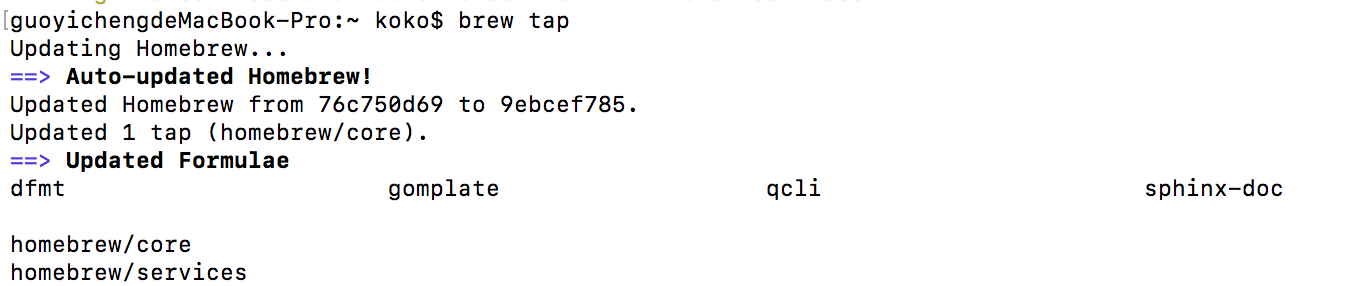 [guoyichengdeMacBook-Pro:~ koko$ brew tap
Updating Homebrew...
==> Auto-updated Homebrew!
Updated Homebrew from 76c750d69 to 9ebcef785.
Updated 1 tap (homebrew/core).
==> Updated Formulae
dfmt gomplate qcli sphinx-doc
homebrew/core
homebrew/services